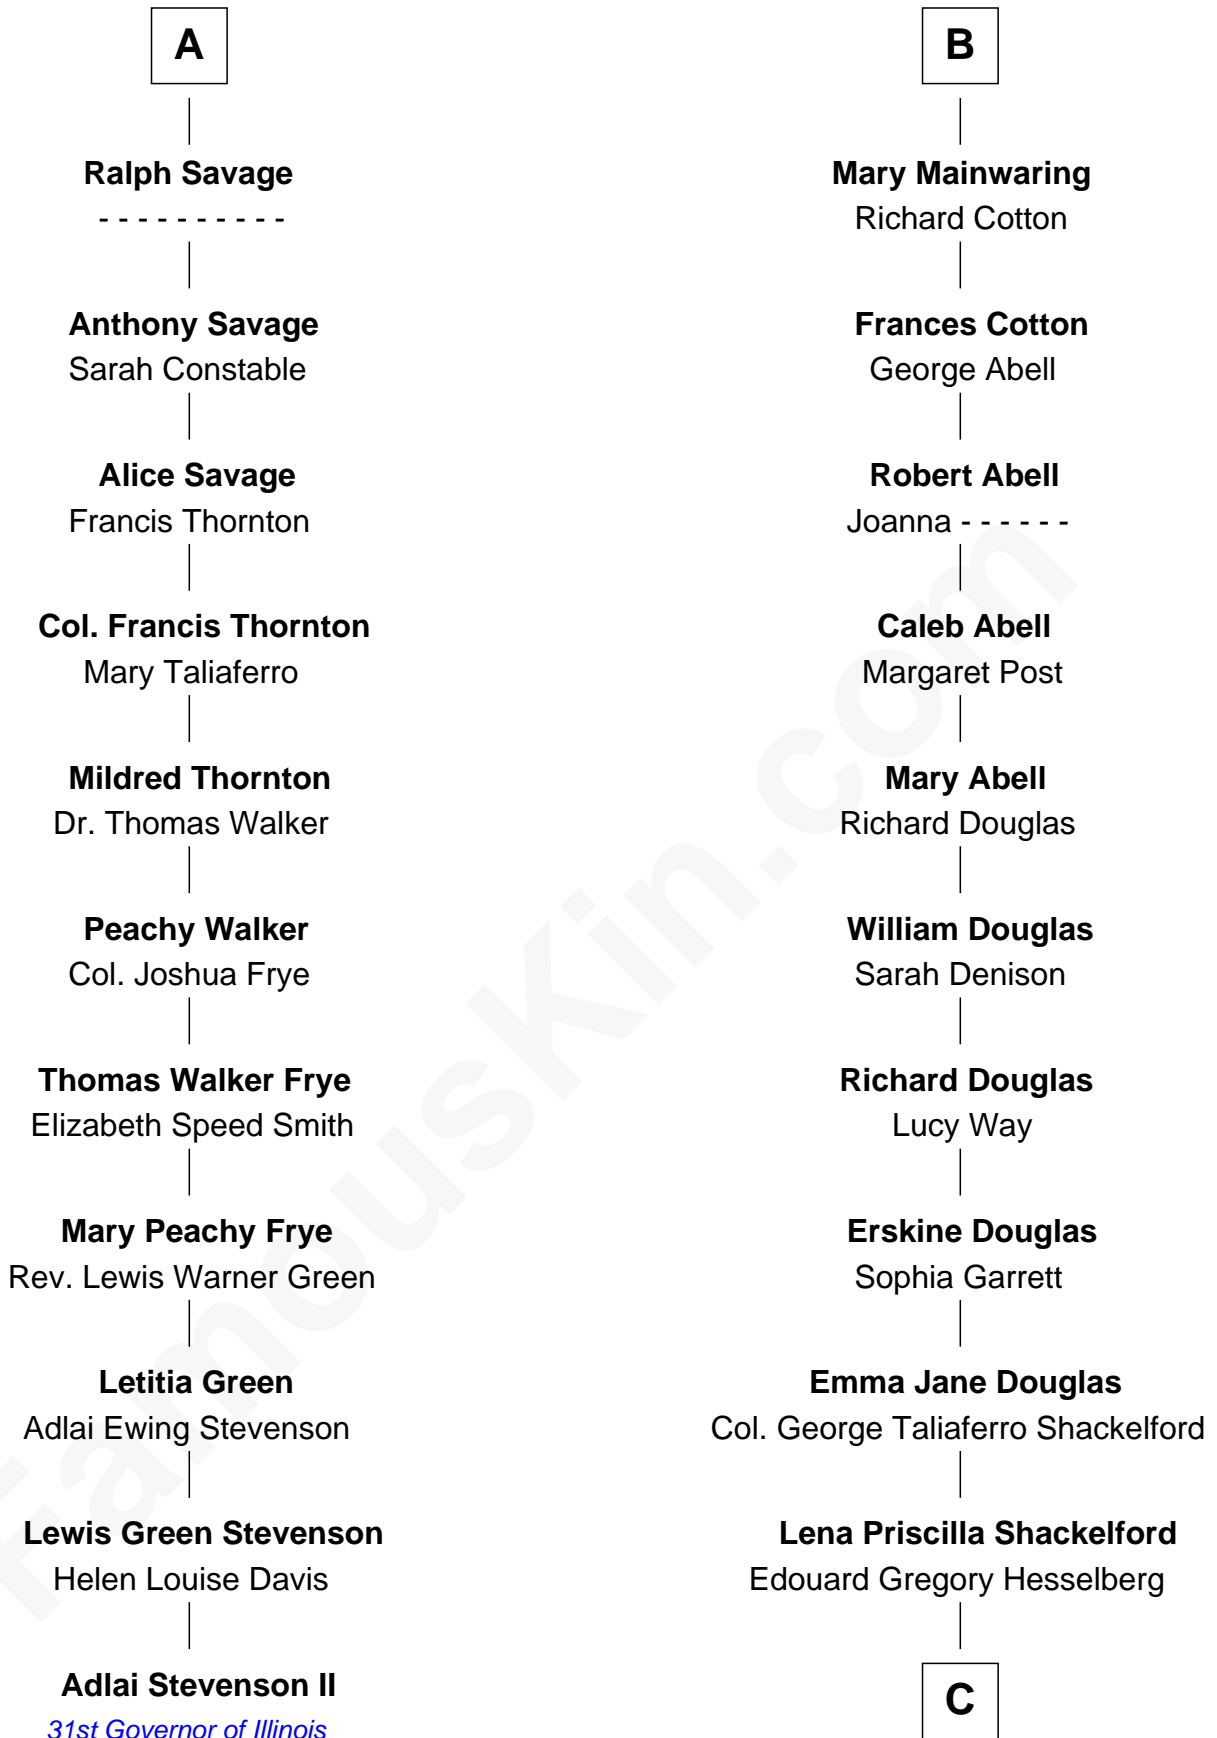 A
Ralph Savage
- - - - - - - - - -
Anthony Savage
Sarah Constable
Alice Savage
Francis Thornton
Col. Francis Thornton
Mary Taliaferro
Mildred Thornton
Dr. Thomas Walker
Peachy Walker
Col. Joshua Frye
Thomas Walker Frye
Elizabeth Speed Smith
Mary Peachy Frye
Rev. Lewis Warner Green
Letitia Green
Adlai Ewing Stevenson
Lewis Green Stevenson
Helen Louise Davis
Adlai Stevenson II
31st Governor of Illinois
B
Mary Mainwaring
Richard Cotton
Frances Cotton
George Abell
Robert Abell
Joanna - - - - - -
Caleb Abell
Margaret Post
Mary Abell
Richard Douglas
William Douglas
Sarah Denison
Richard Douglas
Lucy Way
Erskine Douglas
Sophia Garrett
Emma Jane Douglas
Col. George Taliaferro Shackelford
Lena Priscilla Shackelford
Edouard Gregory Hesselberg
C
FamousKin.com